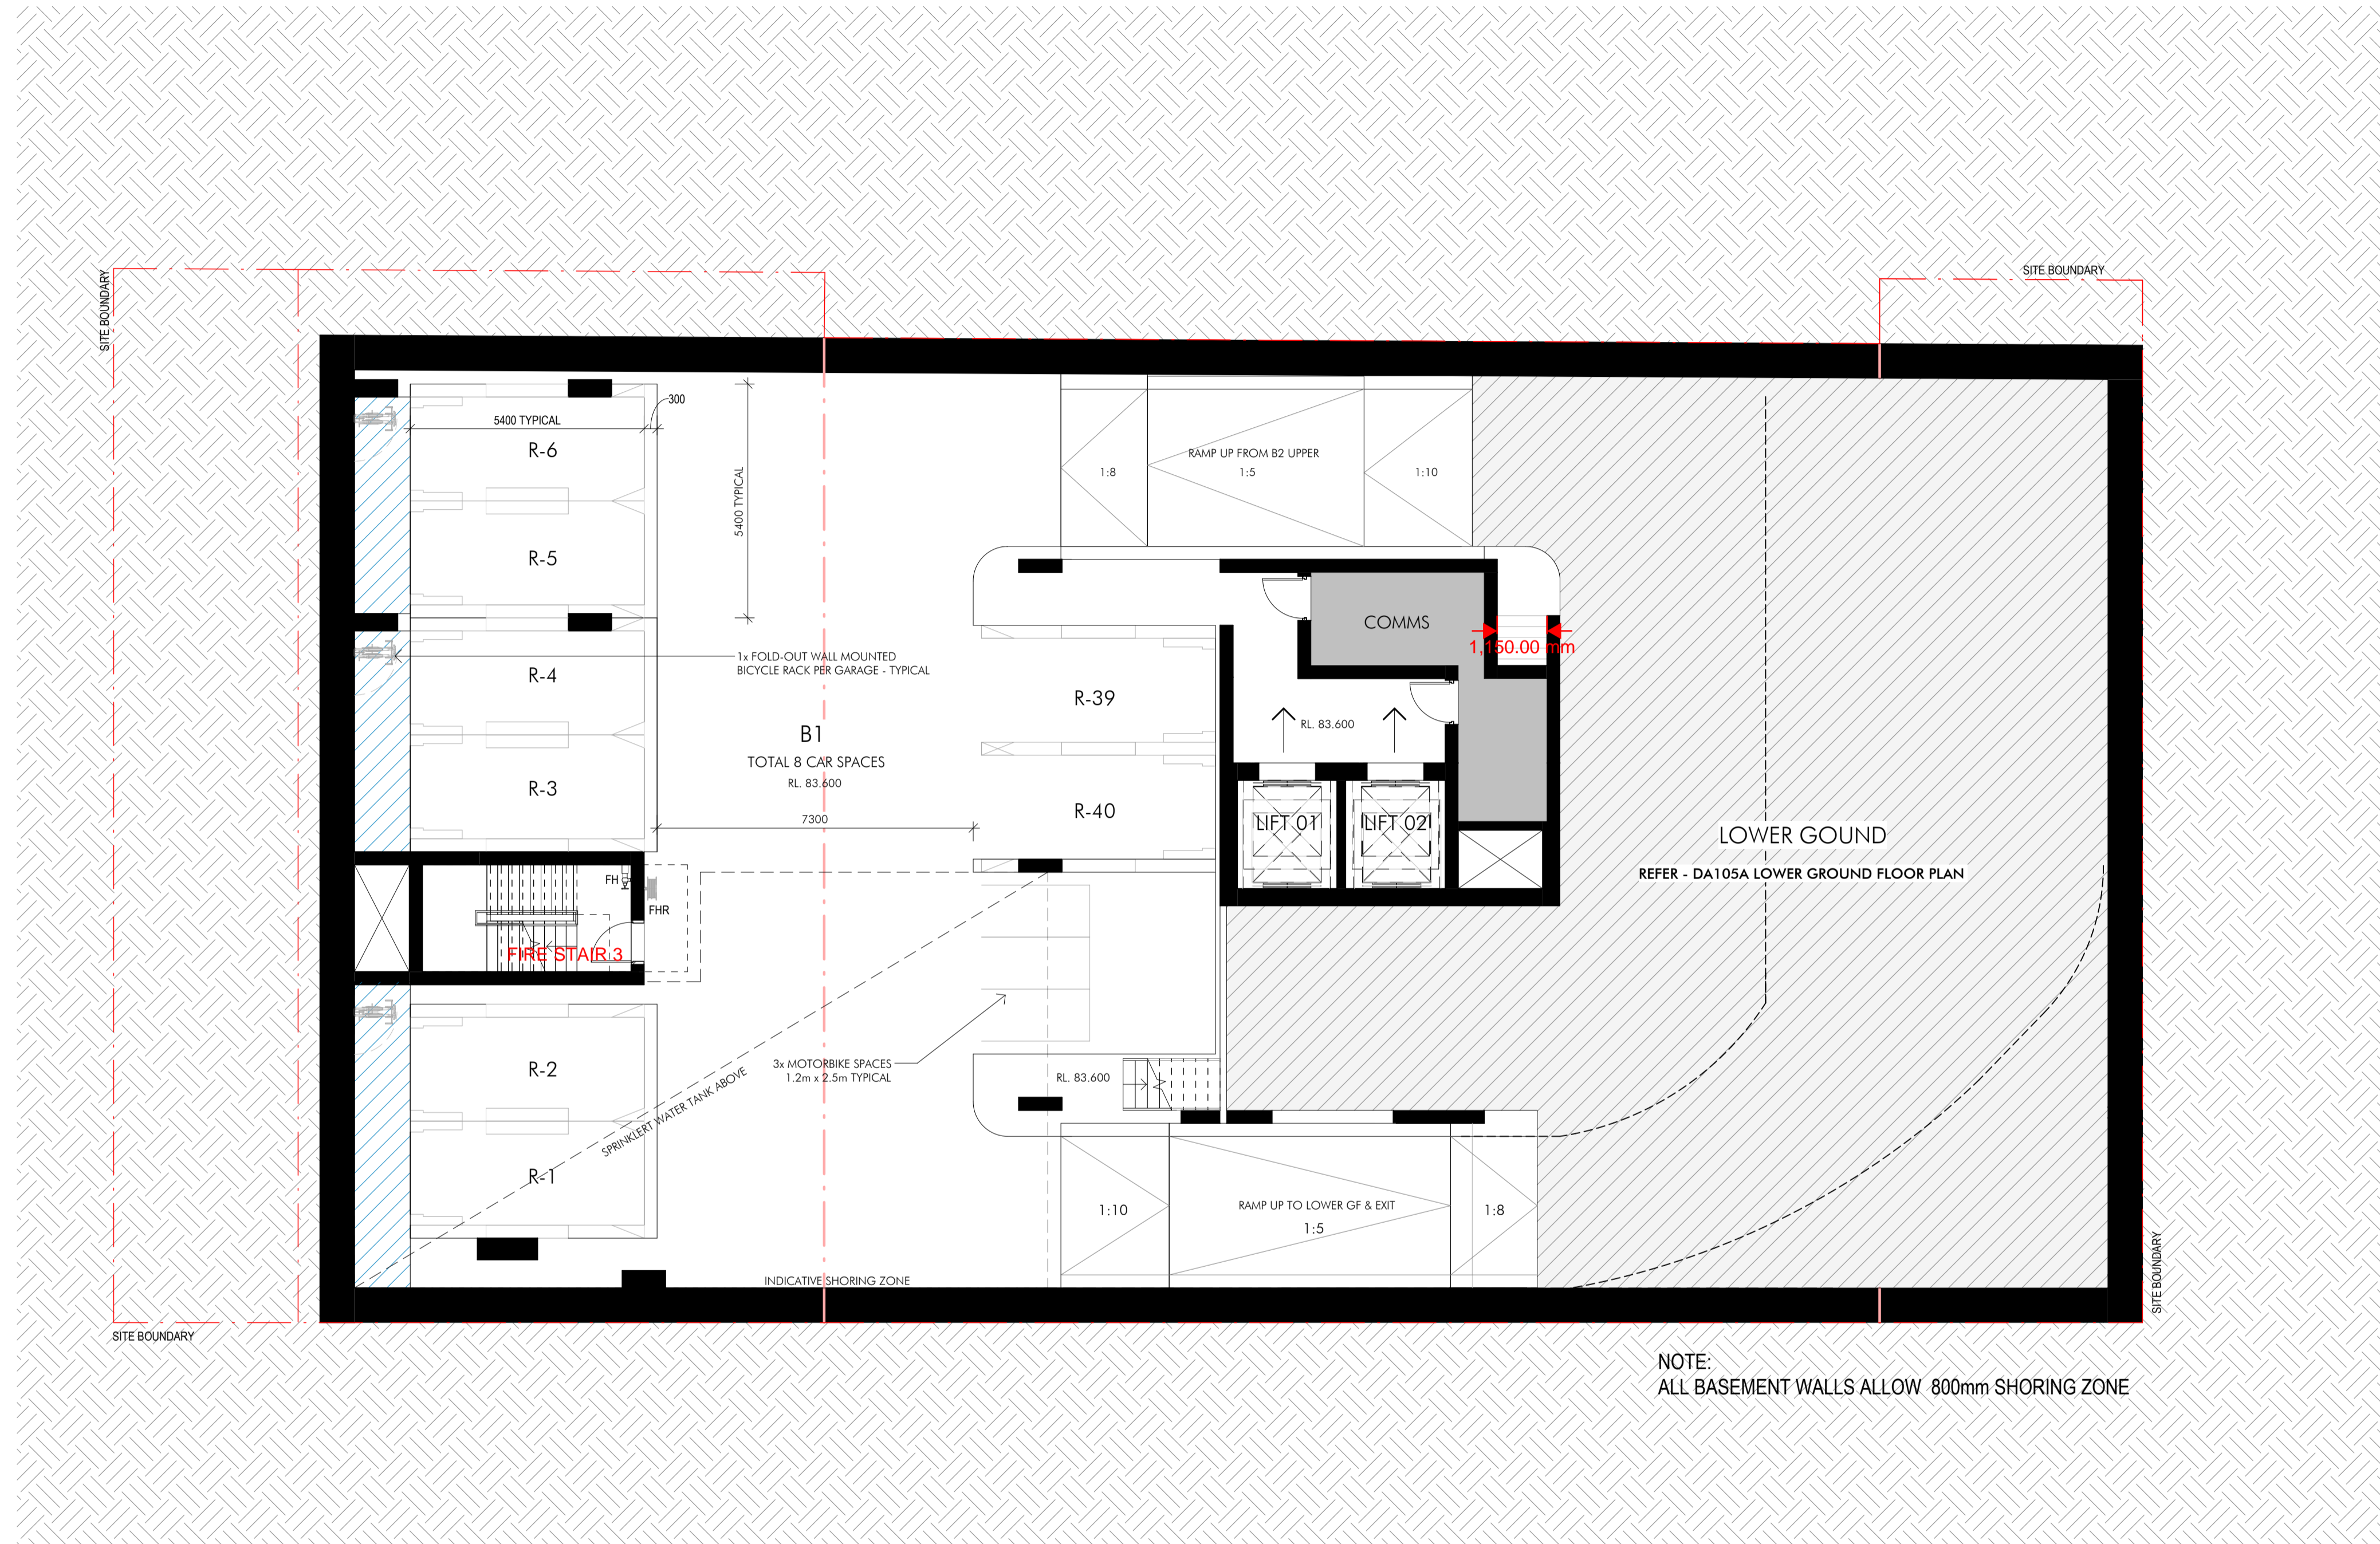 SITE BOUNDARY
SITE BOUNDARY
300
5400 TYPICAL
R-6
5400 TYPICAL
RAMP UP FROM B2 UPPER
1:8
1:5
1:10
R-5
COMMS
1,150.00 mm
1x FOLD-OUT WALL MOUNTED
BICYCLE RACK PER GARAGE - TYPICAL
R-4
R-39
RL. 83.600
B1
TOTAL 8 CAR SPACES
RL. 83.600
R-3
7300
R-40
LIFT 01
LIFT 02
LOWER GOUND
REFER - DA105A LOWER GROUND FLOOR PLAN
FH
FHR
FIRE STAIR 3
R-2
3x MOTORBIKE SPACES
1.2m x 2.5m TYPICAL
RL. 83.600
SPRINKLERT WATER TANK ABOVE
R-1
1:10
RAMP UP TO LOWER GF & EXIT
1:5
1:8
INDICATIVE SHORING ZONE
SITE BOUNDARY
SITE BOUNDARY
NOTE:
ALL BASEMENT WALLS ALLOW 800mm SHORING ZONE